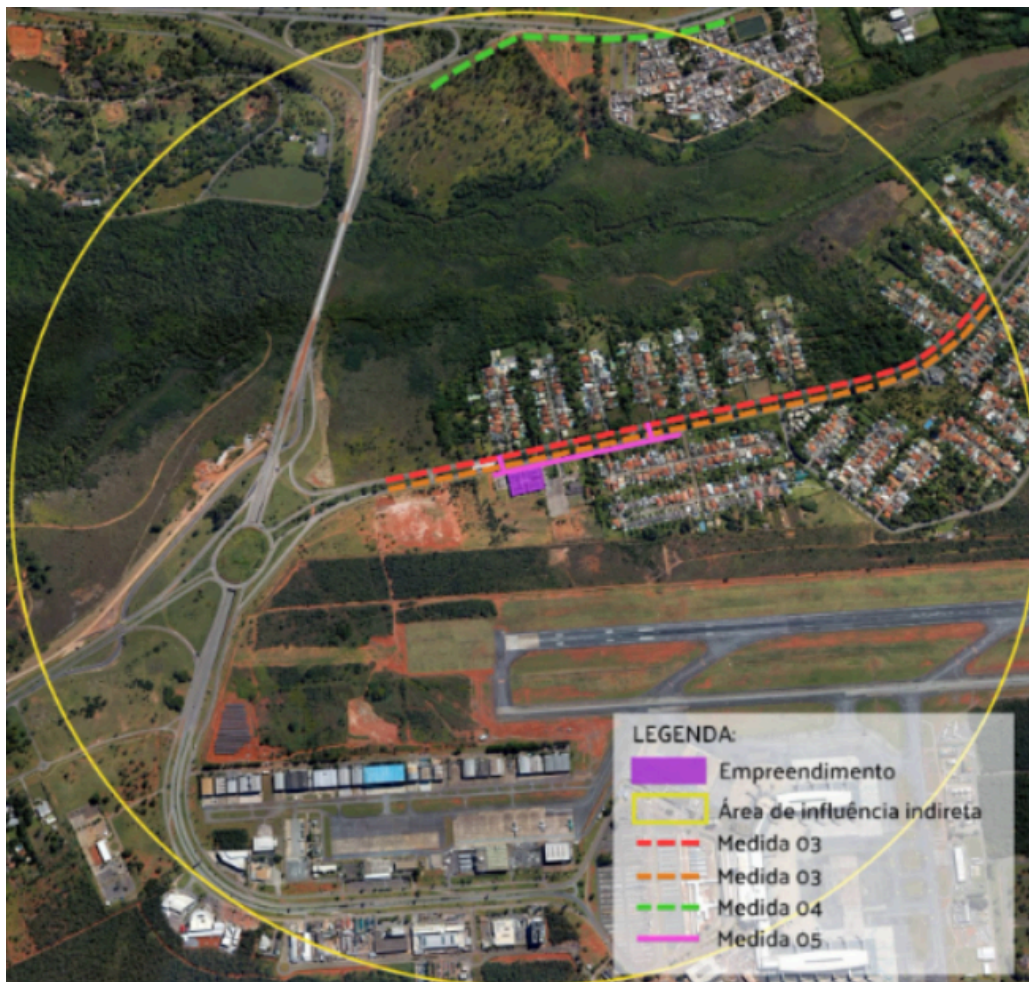 LEGENDA:
Empreendimento
Área de influência indireta
Medida 03
Medida 03
Medida 04
Medida 05